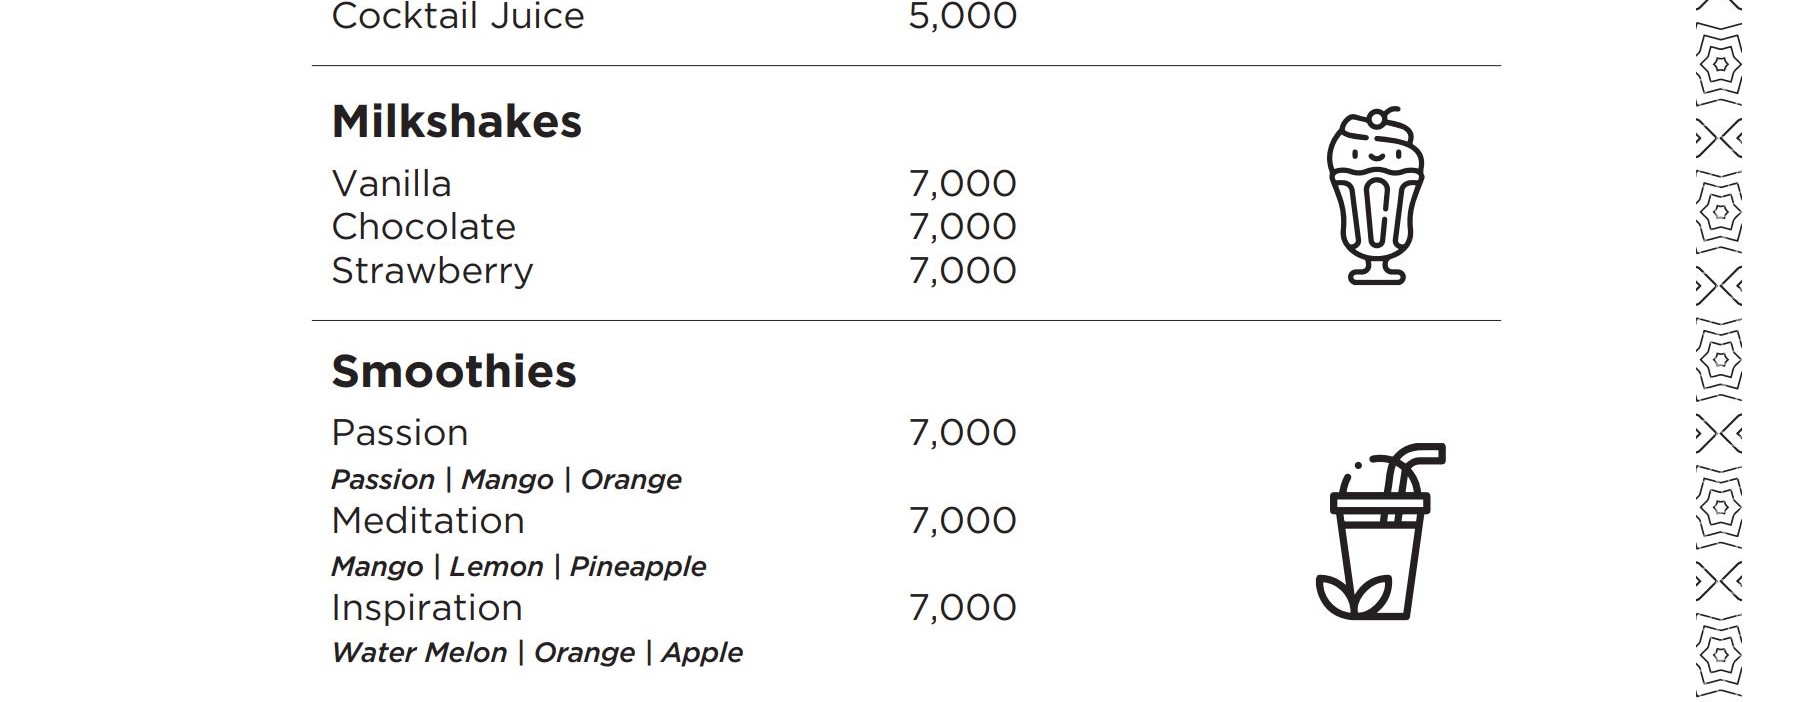 Cocktail Juice 5,000
Milkshakes
Vanilla 7,000
Chocolate 7,000
Strawberry 7,000
Smoothies
Passion 7,000
Passion | Mango | Orange
Meditation 7,000
Mango | Lemon | Pineapple
Inspiration 7,000
Water Melon | Orange | Apple